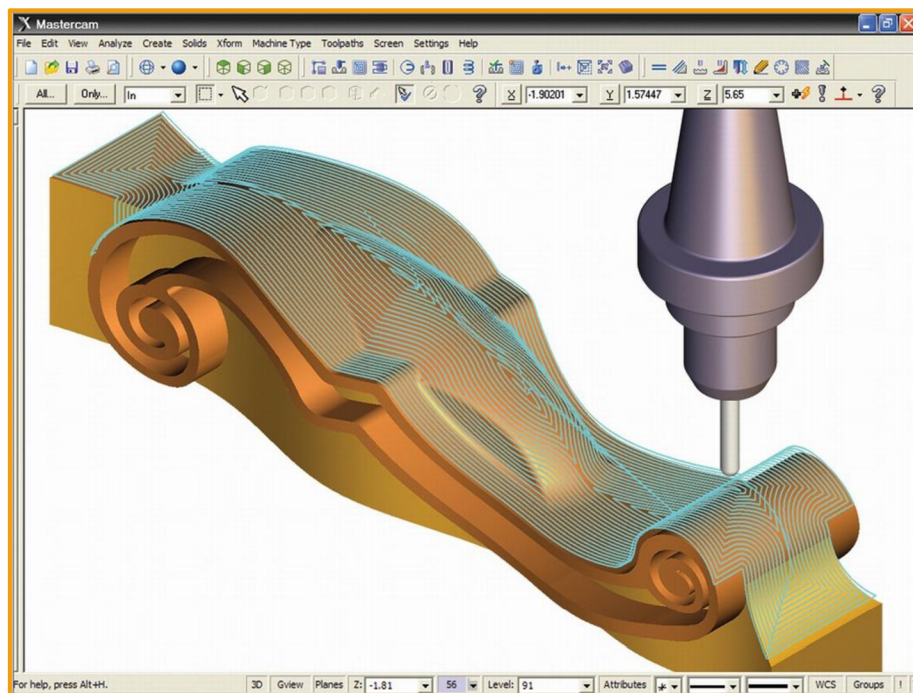 Mastercam
File Edit View Analyze Create Solids Xform Machine Type Toolpaths Screen Settings Help
All... Only... In X -1.90201 Y 1.57447 Z 5.65
For help, press Alt+H. 3D Gview Planes Z: -1.81 56 Level: 91 Attributes * WCS Groups !